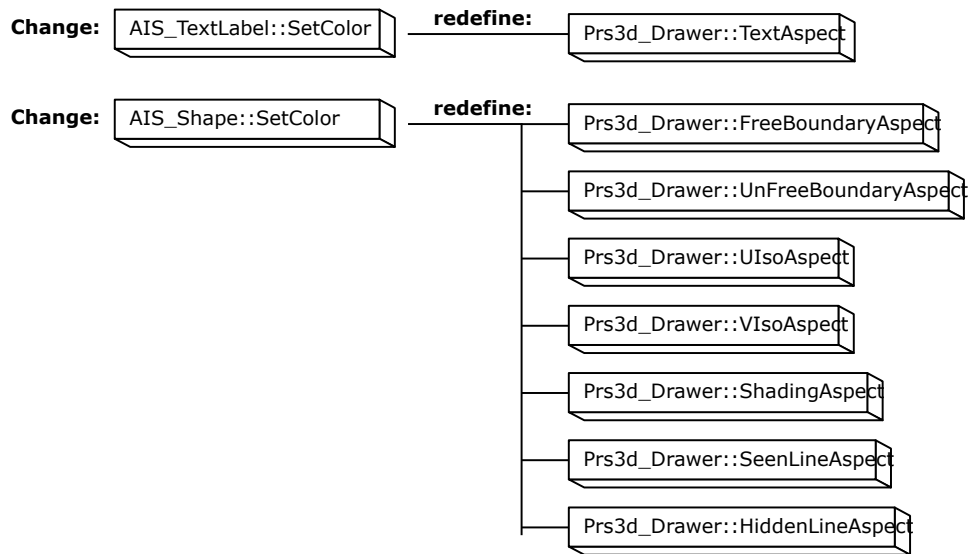 Change: AIS_TextLabel::SetColor redefine: Prs3d_Drawer::TextAspect
Change: AIS_Shape::SetColor redefine: Prs3d_Drawer::FreeBoundaryAspect
Prs3d_Drawer::UnFreeBoundaryAspect
Prs3d_Drawer::UIsoAspect
Prs3d_Drawer::VIsoAspect
Prs3d_Drawer::ShadingAspect
Prs3d_Drawer::SeenLineAspect
Prs3d_Drawer::HiddenLineAspect